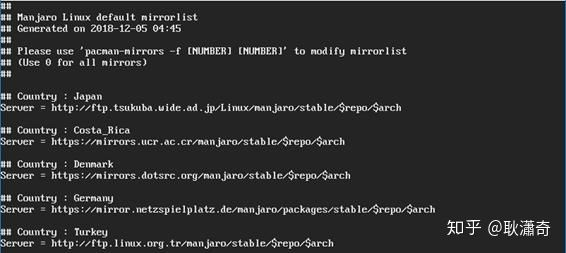 ##
## Manjaro Linux default mirrorlist
## Generated on 2018-12-05 04:45
##
## Please use 'pacman-mirrors -f [NUMBER] [NUMBER]' to modify mirrorlist
## (Use 0 for all mirrors)
##
## Country : Japan
Server = http://ftp.tsukuba.wide.ad.jp/Linux/manjaro/stable/$repo/$arch
## Country : Costa_Rica
Server = https://mirrors.ucr.ac.cr/manjaro/stable/$repo/$arch
## Country : Denmark
Server = https://mirrors.dotsrc.org/manjaro/stable/$repo/$arch
## Country : Germany
Server = https://mirror.netzspielplatz.de/manjaro/packages/stable/$repo/$arch
## Country : Turkey
Server = http://ftp.linux.org.tr/manjaro/stable/$repo/$arch
知乎 @耿瀟奇